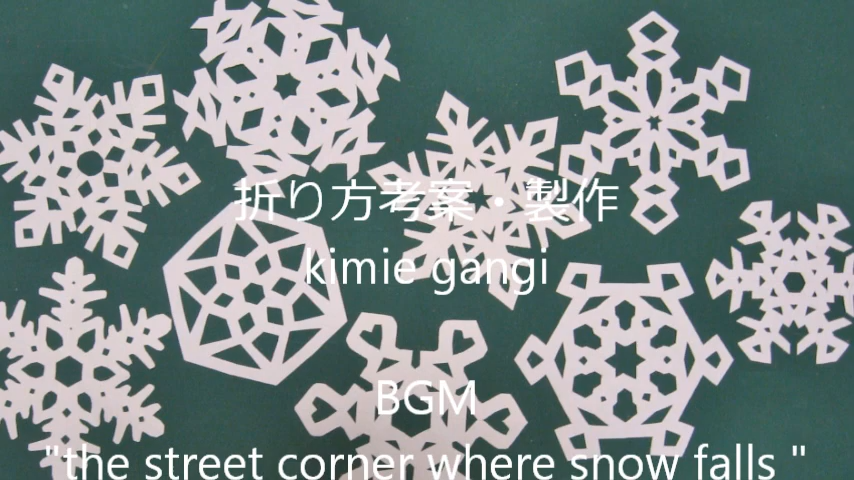 折り方考案・製作
kimie gangi
BGM
"the street corner where snow falls "